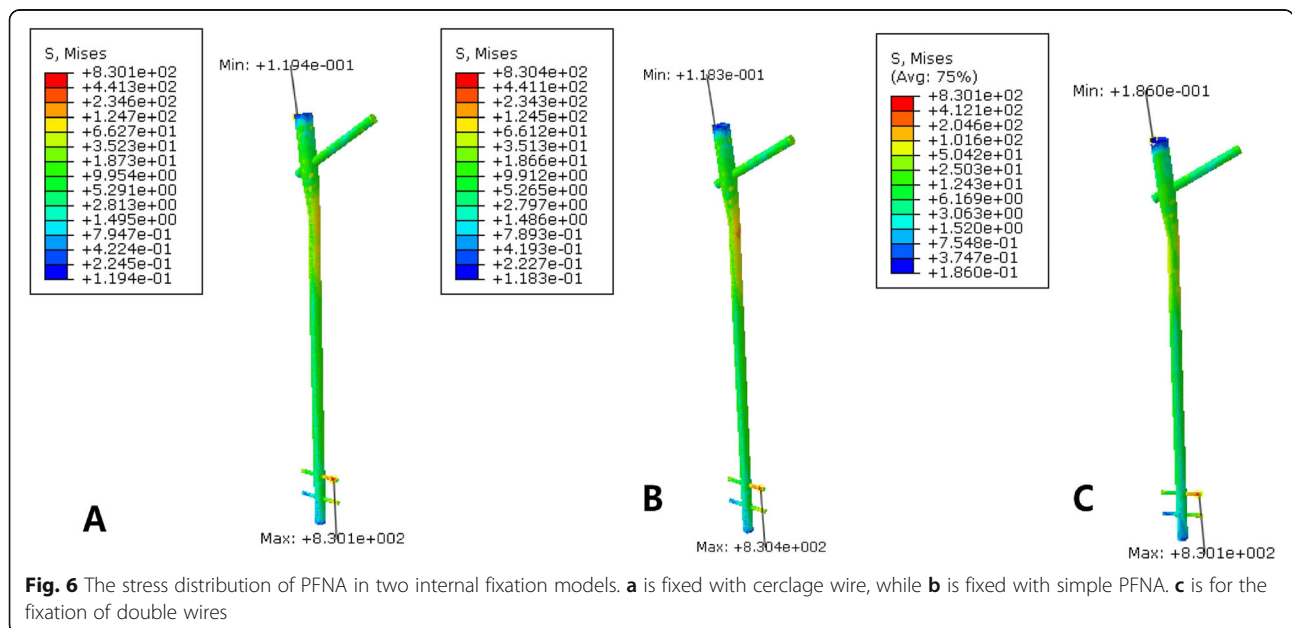 S, Mises
+8.301e+02
+4.413e+02
+2.346e+02
+1.247e+02
+6.627e+01
+3.523e+01
+1.873e+01
+9.954e+00
+5.291e+00
+2.813e+00
+1.495e+00
+7.947e-01
+4.224e-01
+2.245e-01
+1.194e-01
Min: +1.194e-001
A
Max: +8.301e+002
S, Mises
+8.304e+02
+4.411e+02
+2.343e+02
+1.245e+02
+6.612e+01
+3.513e+01
+1.866e+01
+9.912e+00
+5.265e+00
+2.797e+00
+1.486e+00
+7.893e-01
+4.193e-01
+2.227e-01
+1.183e-01
Min: +1.183e-001
B
Max: +8.304e+002
S, Mises
(Avg: 75%)
+8.301e+02
+4.121e+02
+2.046e+02
+1.016e+02
+5.042e+01
+2.503e+01
+1.243e+01
+6.169e+00
+3.063e+00
+1.520e+00
+7.548e-01
+3.747e-01
+1.860e-01
Min: +1.860e-001
C
Max: +8.301e+002
Fig. 6 The stress distribution of PFNA in two internal fixation models. a is fixed with cerclage wire, while b is fixed with simple PFNA. c is for the
fixation of double wires